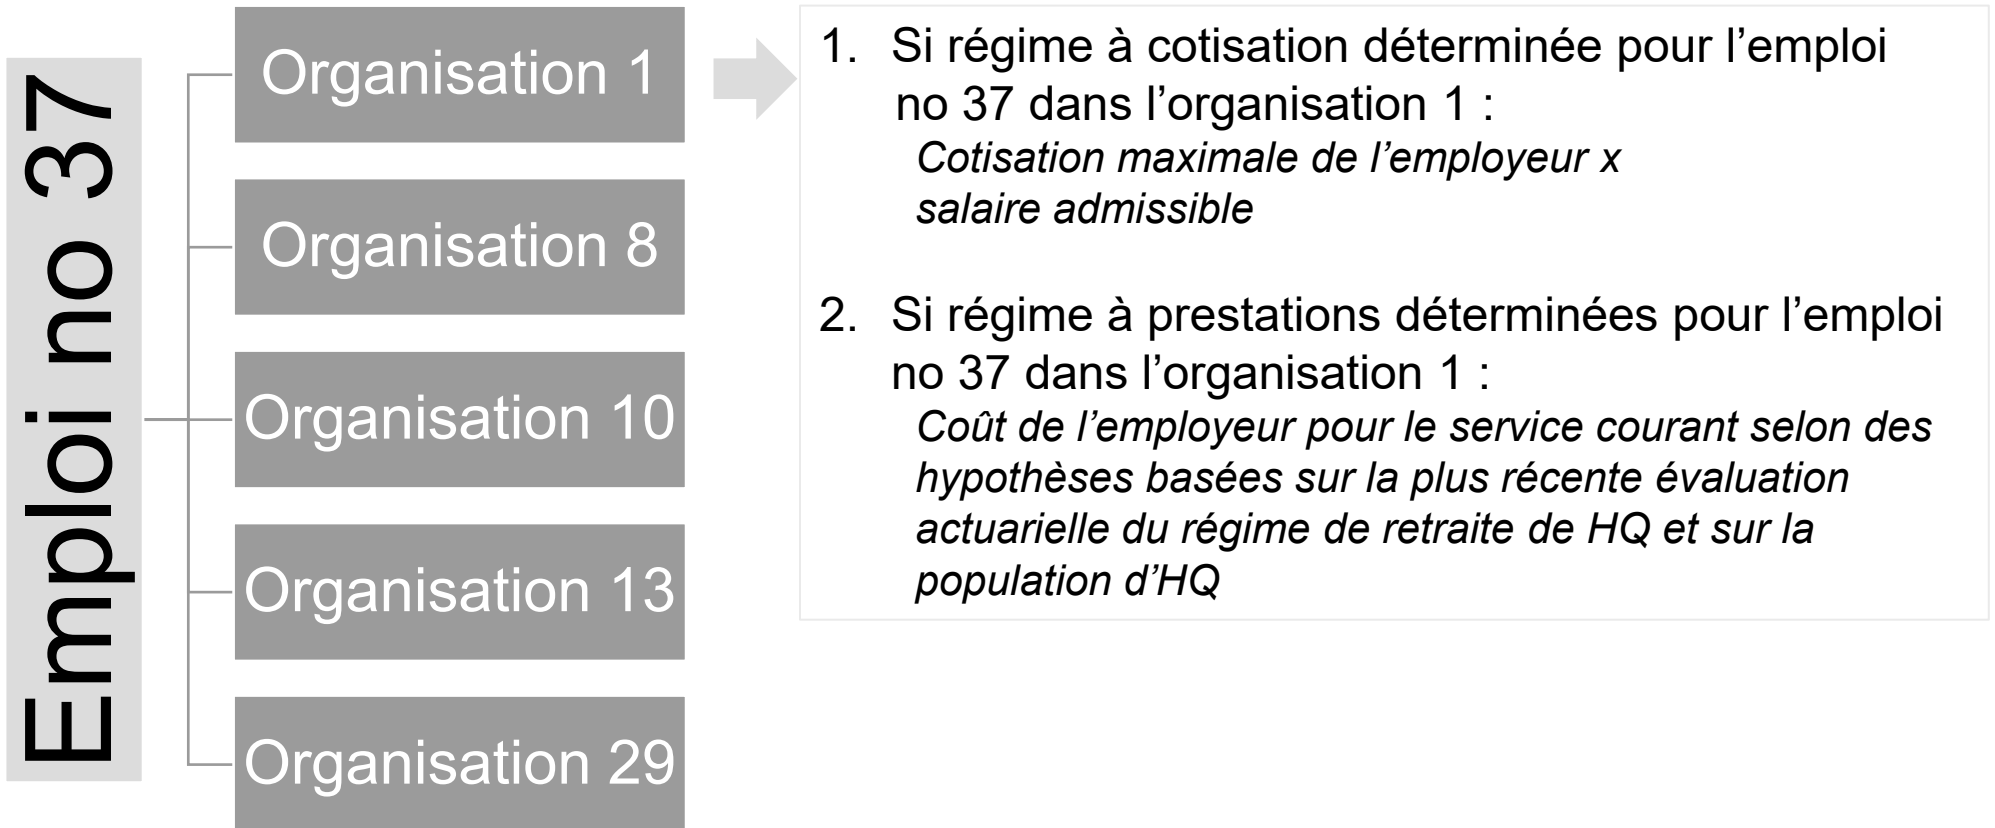 Emploi no 37
Organisation 1
Organisation 8
Organisation 10
Organisation 13
Organisation 29
1. Si régime à cotisation déterminée pour l’emploi
no 37 dans l’organisation 1 :
Cotisation maximale de l’employeur x
salaire admissible
2. Si régime à prestations déterminées pour l’emploi
no 37 dans l’organisation 1 :
Coût de l’employeur pour le service courant selon des
hypothèses basées sur la plus récente évaluation
actuarielle du régime de retraite de HQ et sur la
population d’HQ